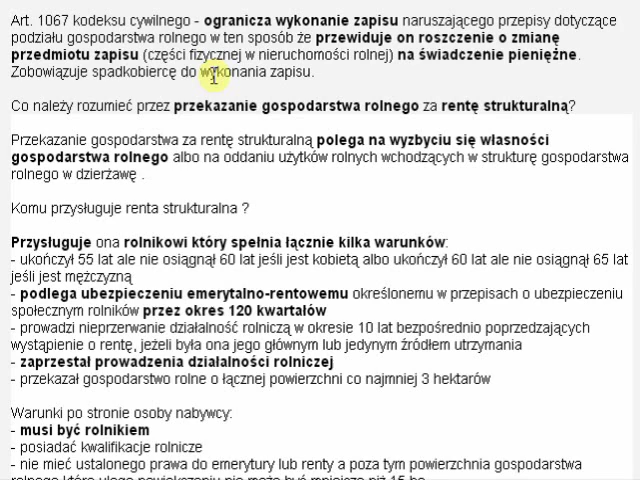 Art. 1067 kodeksu cywilnego - ogranicza wykonanie zapisu naruszającego przepisy dotyczące
podziału gospodarstwa rolnego w ten sposób że przewiduje on roszczenie o zmianę
przedmiotu zapisu (części fizycznej w nieruchomości rolnej) na świadczenie pieniężne.
Zobowiązuje spadkobiercę do wykonania zapisu.
Co należy rozumieć przez przekazanie gospodarstwa rolnego za rentę strukturalną?
Przekazanie gospodarstwa za rentę strukturalną polega na wyzbyciu się własności
gospodarstwa rolnego albo na oddaniu użytków rolnych wchodzących w strukturę gospodarstwa
rolnego w dzierżawę .
Komu przysługuje renta strukturalna ?
Przysługuje ona rolnikowi który spełnia łącznie kilka warunków:
- ukończył 55 lat ale nie osiągnął 60 lat jeśli jest kobietą albo ukończył 60 lat ale nie osiągnął 65 lat
jeśli jest mężczyzną
- podlega ubezpieczeniu emerytalno-rentowemu określonemu w przepisach o ubezpieczeniu
społecznym rolników przez okres 120 kwartałów
- prowadzi nieprzerwanie działalność rolniczą w okresie 10 lat bezpośrednio poprzedzających
wystąpienie o rentę, jeżeli była ona jego głównym lub jedynym źródłem utrzymania
- zaprzestał prowadzenia działalności rolniczej
- przekazał gospodarstwo rolne o łącznej powierzchni co najmniej 3 hektarów
Warunki po stronie osoby nabywcy:
- musi być rolnikiem
- posiadać kwalifikacje rolnicze
- nie mieć ustalonego prawa do emerytury lub renty a poza tym powierzchnia gospodarstwa